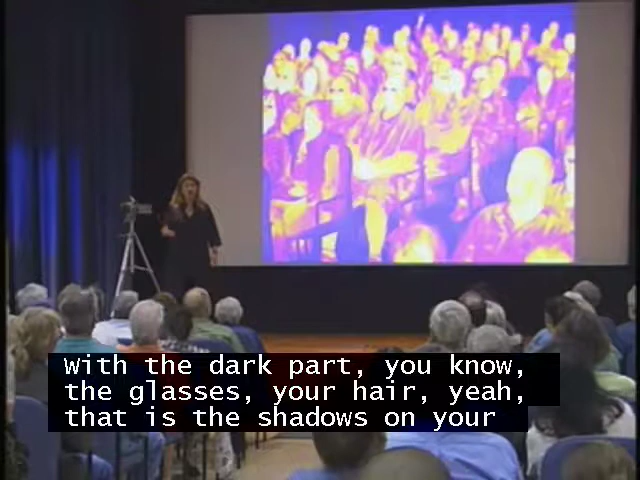 With the dark part, you know,
the glasses, your hair, yeah,
that is the shadows on your